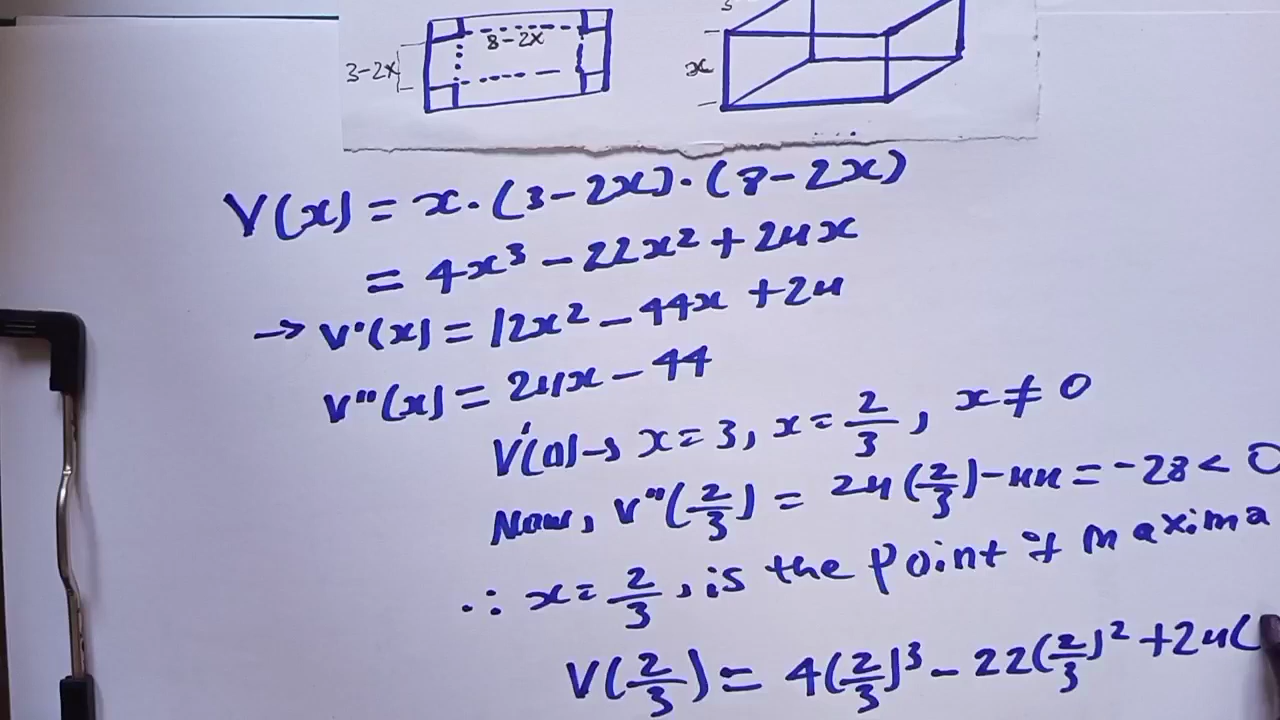 8-2x
3-2x
x
V(x) = x·(3-2x)·(8-2x)
= 4x³ - 22x² + 24x
→ V'(x) = 12x² - 44x + 24
V''(x) = 24x - 44
V'(0) → x = 3, x = 2/3, x ≠ 0
Now, V''(2/3) = 24(2/3) - 44 = -28 < 0
∴ x = 2/3, is the point of maxima
V(2/3) = 4(2/3)³ - 22(2/3)² + 24(